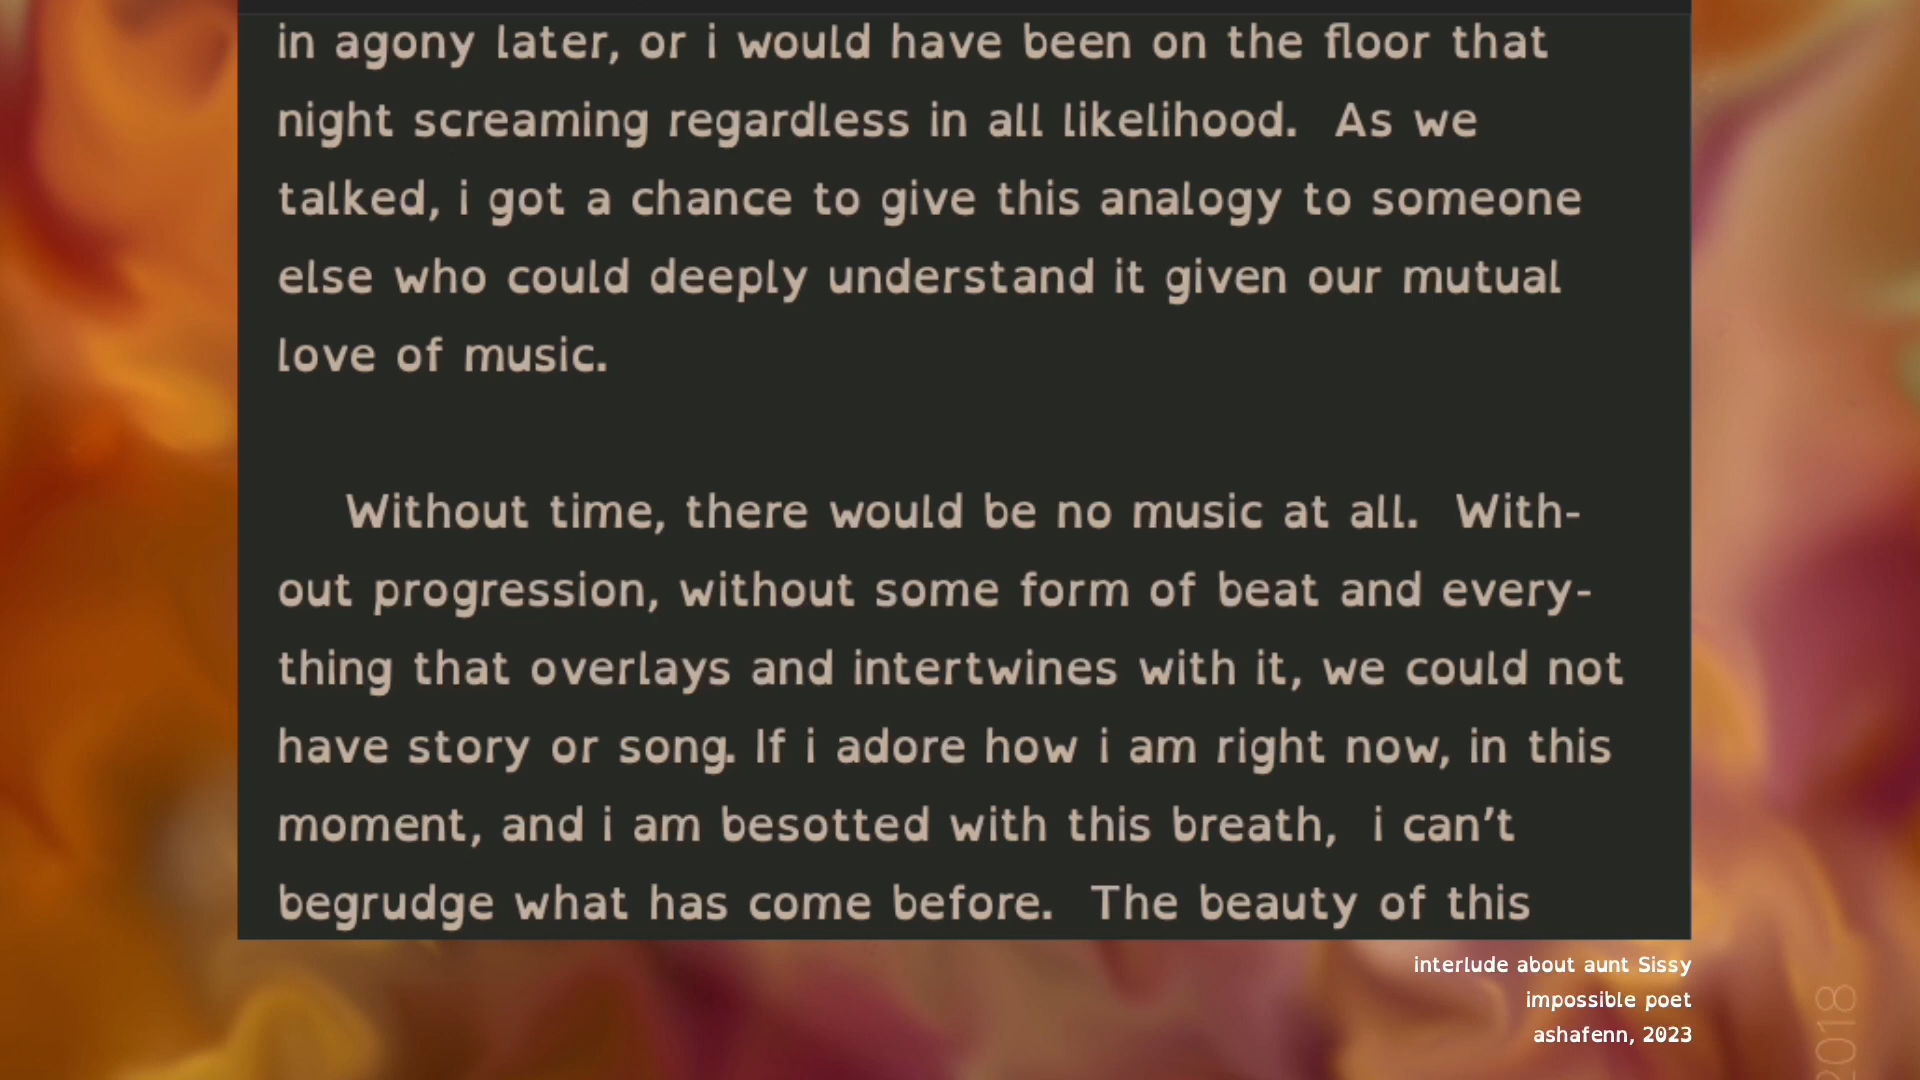 in agony later, or i would have been on the floor that
night screaming regardless in all likelihood.  As we
talked, i got a chance to give this analogy to someone
else who could deeply understand it given our mutual
love of music.
Without time, there would be no music at all.  With-
out progression, without some form of beat and every-
thing that overlays and intertwines with it, we could not
have story or song. If i adore how i am right now, in this
moment, and i am besotted with this breath,  i can’t
begrudge what has come before.  The beauty of this
interlude about aunt Sissy
impossible poet
ashafenn, 2023
2018